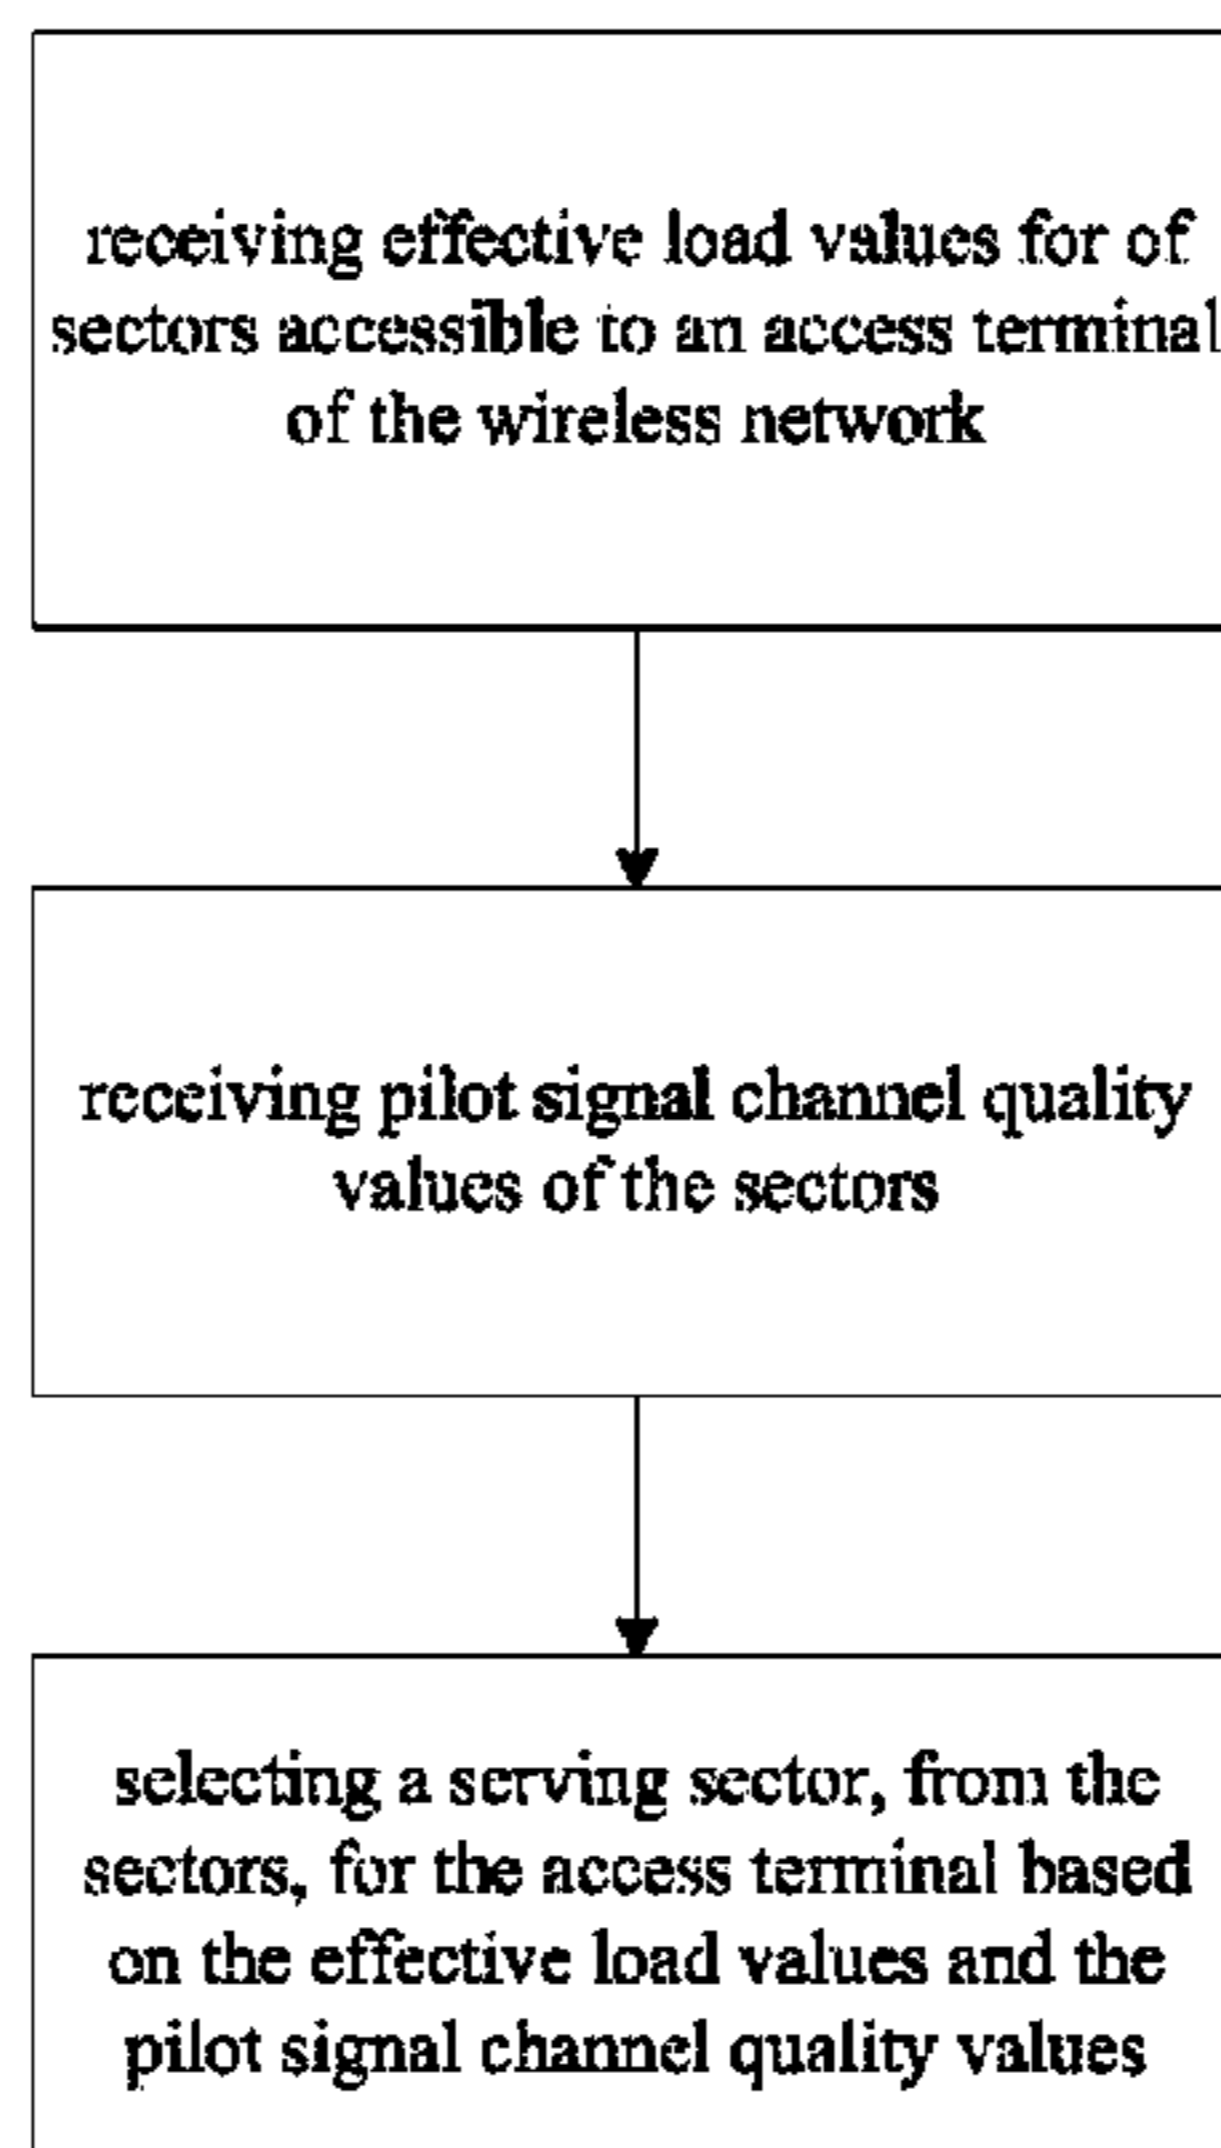 receiving effective load values for of
sectors accessible to an access terminal
of the wireless network
receiving pilot signal channel quality
values of the sectors
selecting a serving sector, from the
sectors, for the access terminal based
on the effective load values and the
pilot signal channel quality values